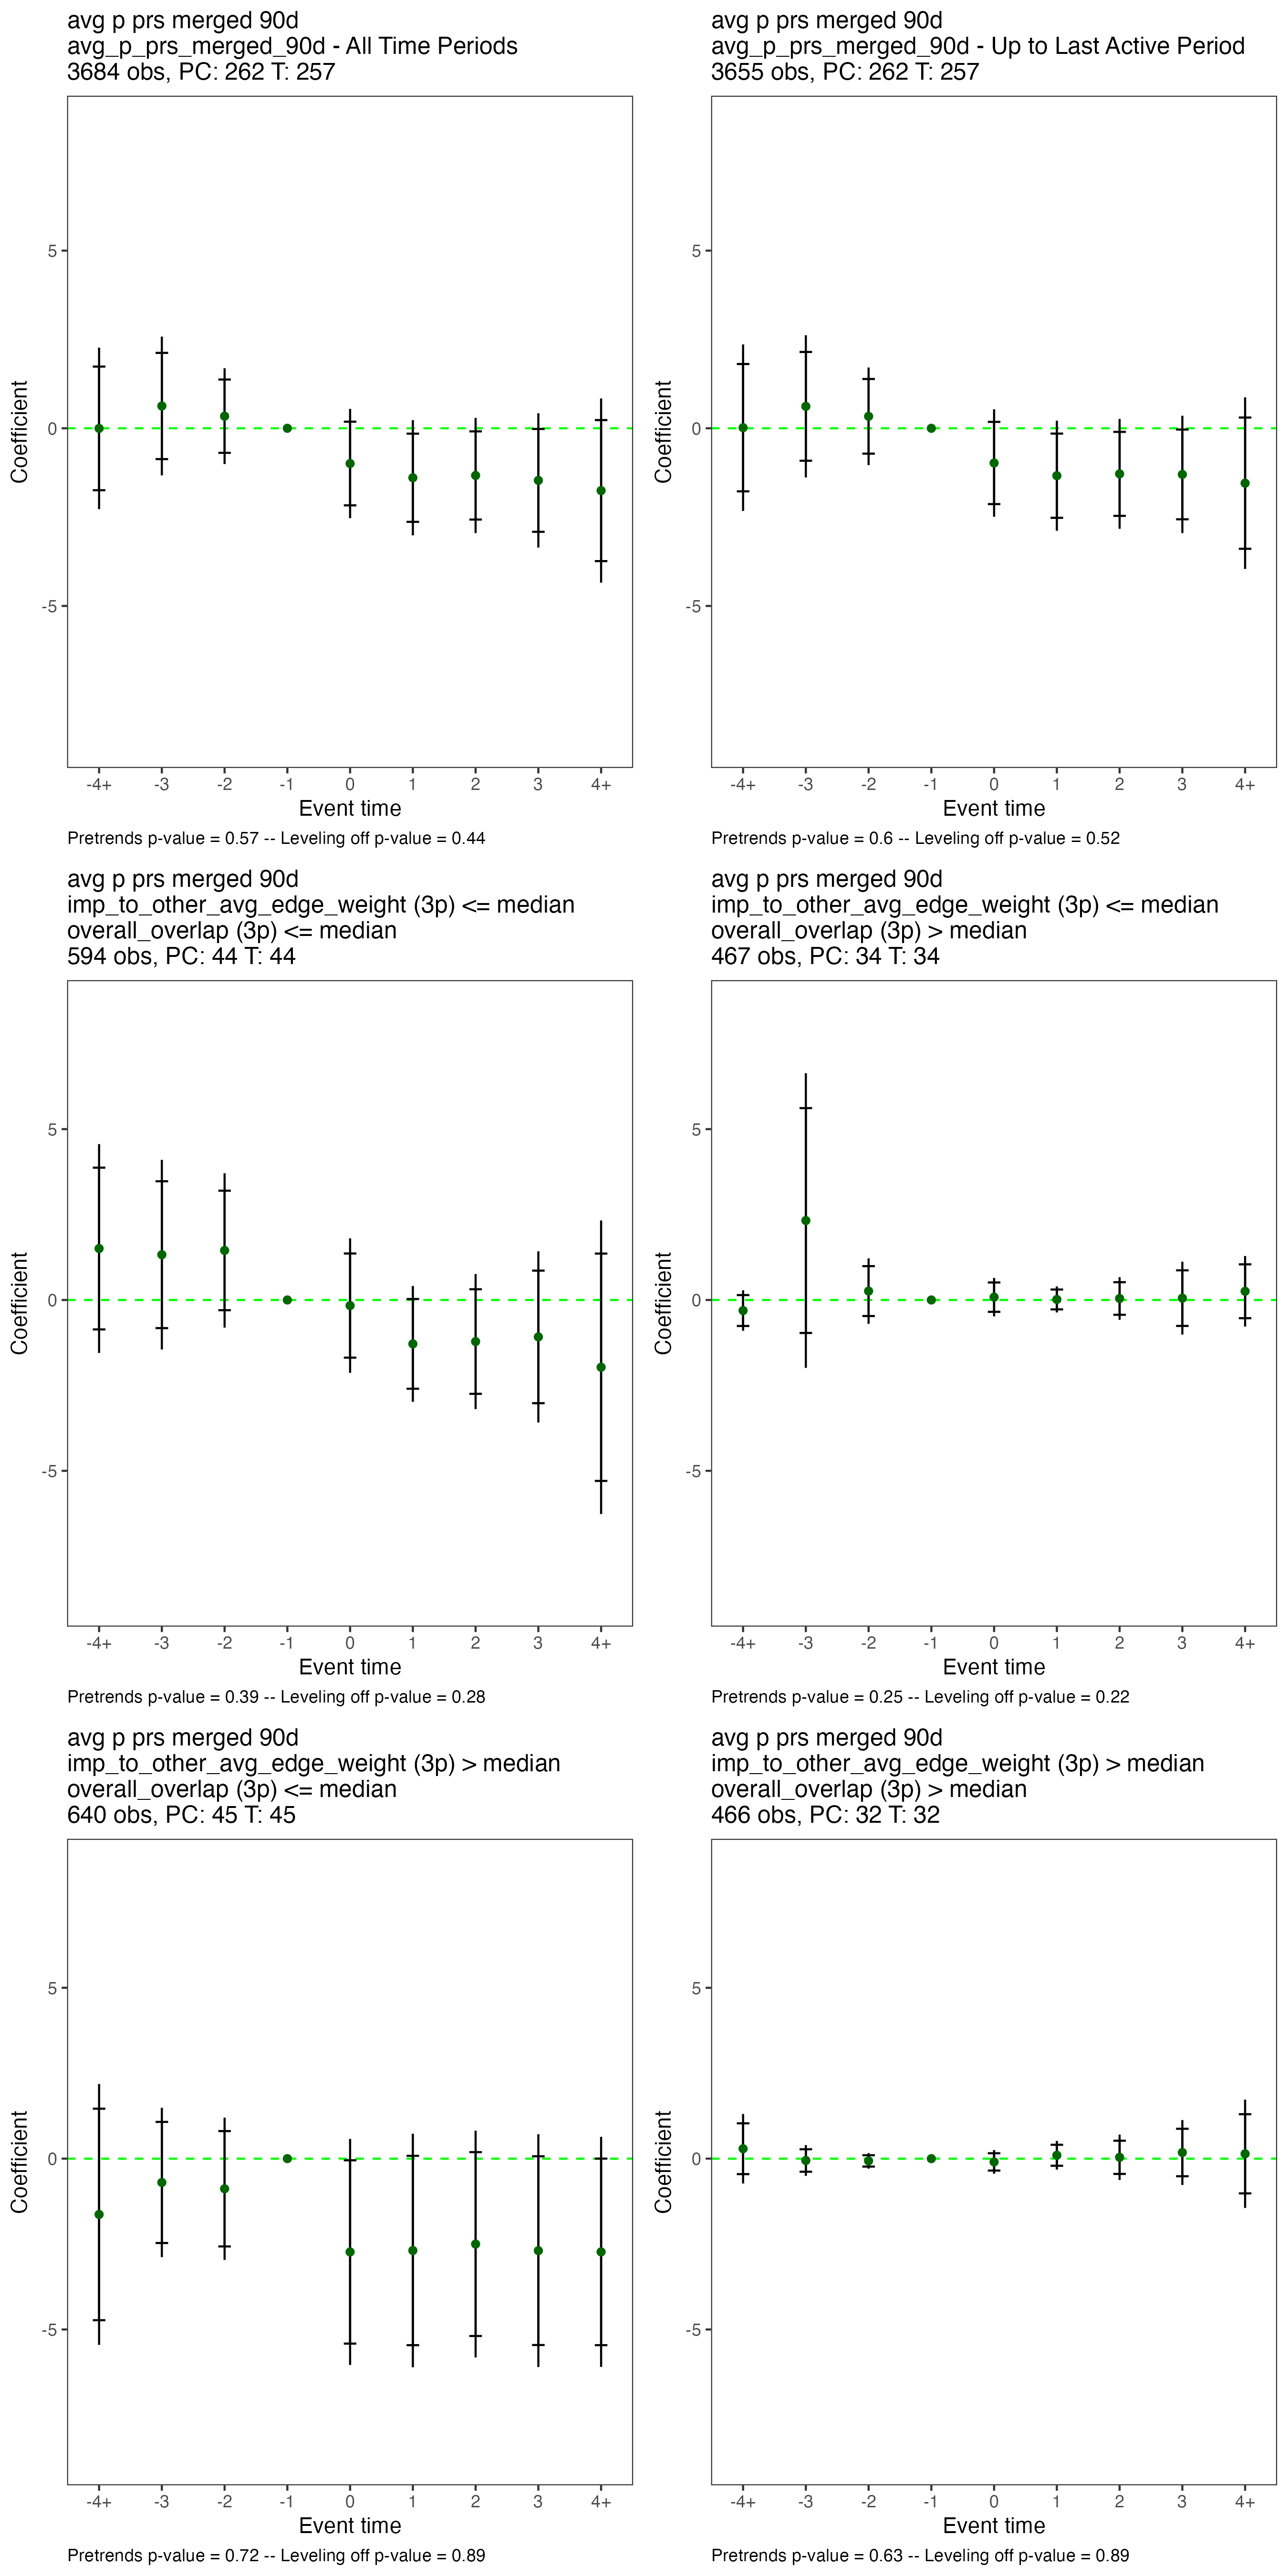 avg p prs merged 90d
avg_p_prs_merged_90d - All Time Periods
3684 obs, PC: 262 T: 257
5
0
-5
Coefficient
-4+ -3 -2 -1 0 1 2 3 4+
Event time
Pretrends p-value = 0.57 -- Leveling off p-value = 0.44
avg p prs merged 90d
avg_p_prs_merged_90d - Up to Last Active Period
3655 obs, PC: 262 T: 257
5
0
-5
Coefficient
-4+ -3 -2 -1 0 1 2 3 4+
Event time
Pretrends p-value = 0.6 -- Leveling off p-value = 0.52
avg p prs merged 90d
imp_to_other_avg_edge_weight (3p) <= median
overall_overlap (3p) <= median
594 obs, PC: 44 T: 44
5
0
-5
Coefficient
-4+ -3 -2 -1 0 1 2 3 4+
Event time
Pretrends p-value = 0.39 -- Leveling off p-value = 0.28
avg p prs merged 90d
imp_to_other_avg_edge_weight (3p) <= median
overall_overlap (3p) > median
467 obs, PC: 34 T: 34
5
0
-5
Coefficient
-4+ -3 -2 -1 0 1 2 3 4+
Event time
Pretrends p-value = 0.25 -- Leveling off p-value = 0.22
avg p prs merged 90d
imp_to_other_avg_edge_weight (3p) > median
overall_overlap (3p) <= median
640 obs, PC: 45 T: 45
5
0
-5
Coefficient
-4+ -3 -2 -1 0 1 2 3 4+
Event time
Pretrends p-value = 0.72 -- Leveling off p-value = 0.89
avg p prs merged 90d
imp_to_other_avg_edge_weight (3p) > median
overall_overlap (3p) > median
466 obs, PC: 32 T: 32
5
0
-5
Coefficient
-4+ -3 -2 -1 0 1 2 3 4+
Event time
Pretrends p-value = 0.63 -- Leveling off p-value = 0.89